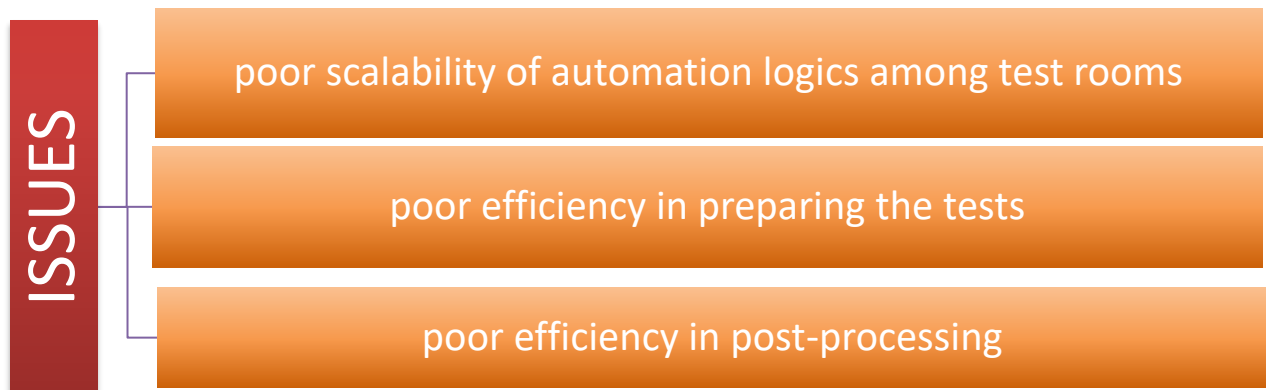 ISSUES
poor scalability of automation logics among test rooms
poor efficiency in preparing the tests
poor efficiency in post-processing